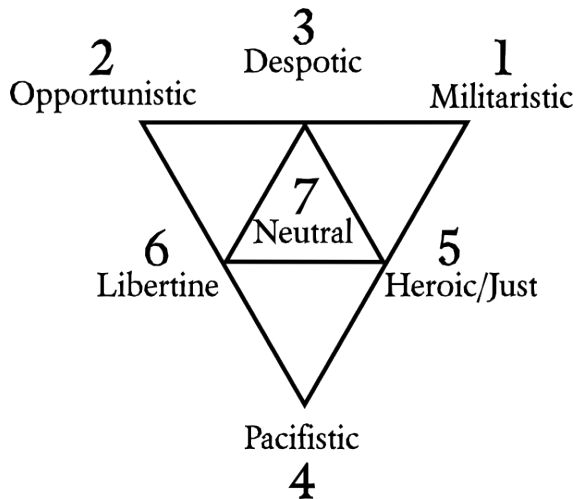 3
Despotic
2
Opportunistic
1
Militaristic
7
Neutral
6
Libertine
5
Heroic/Just
Pacifistic
4